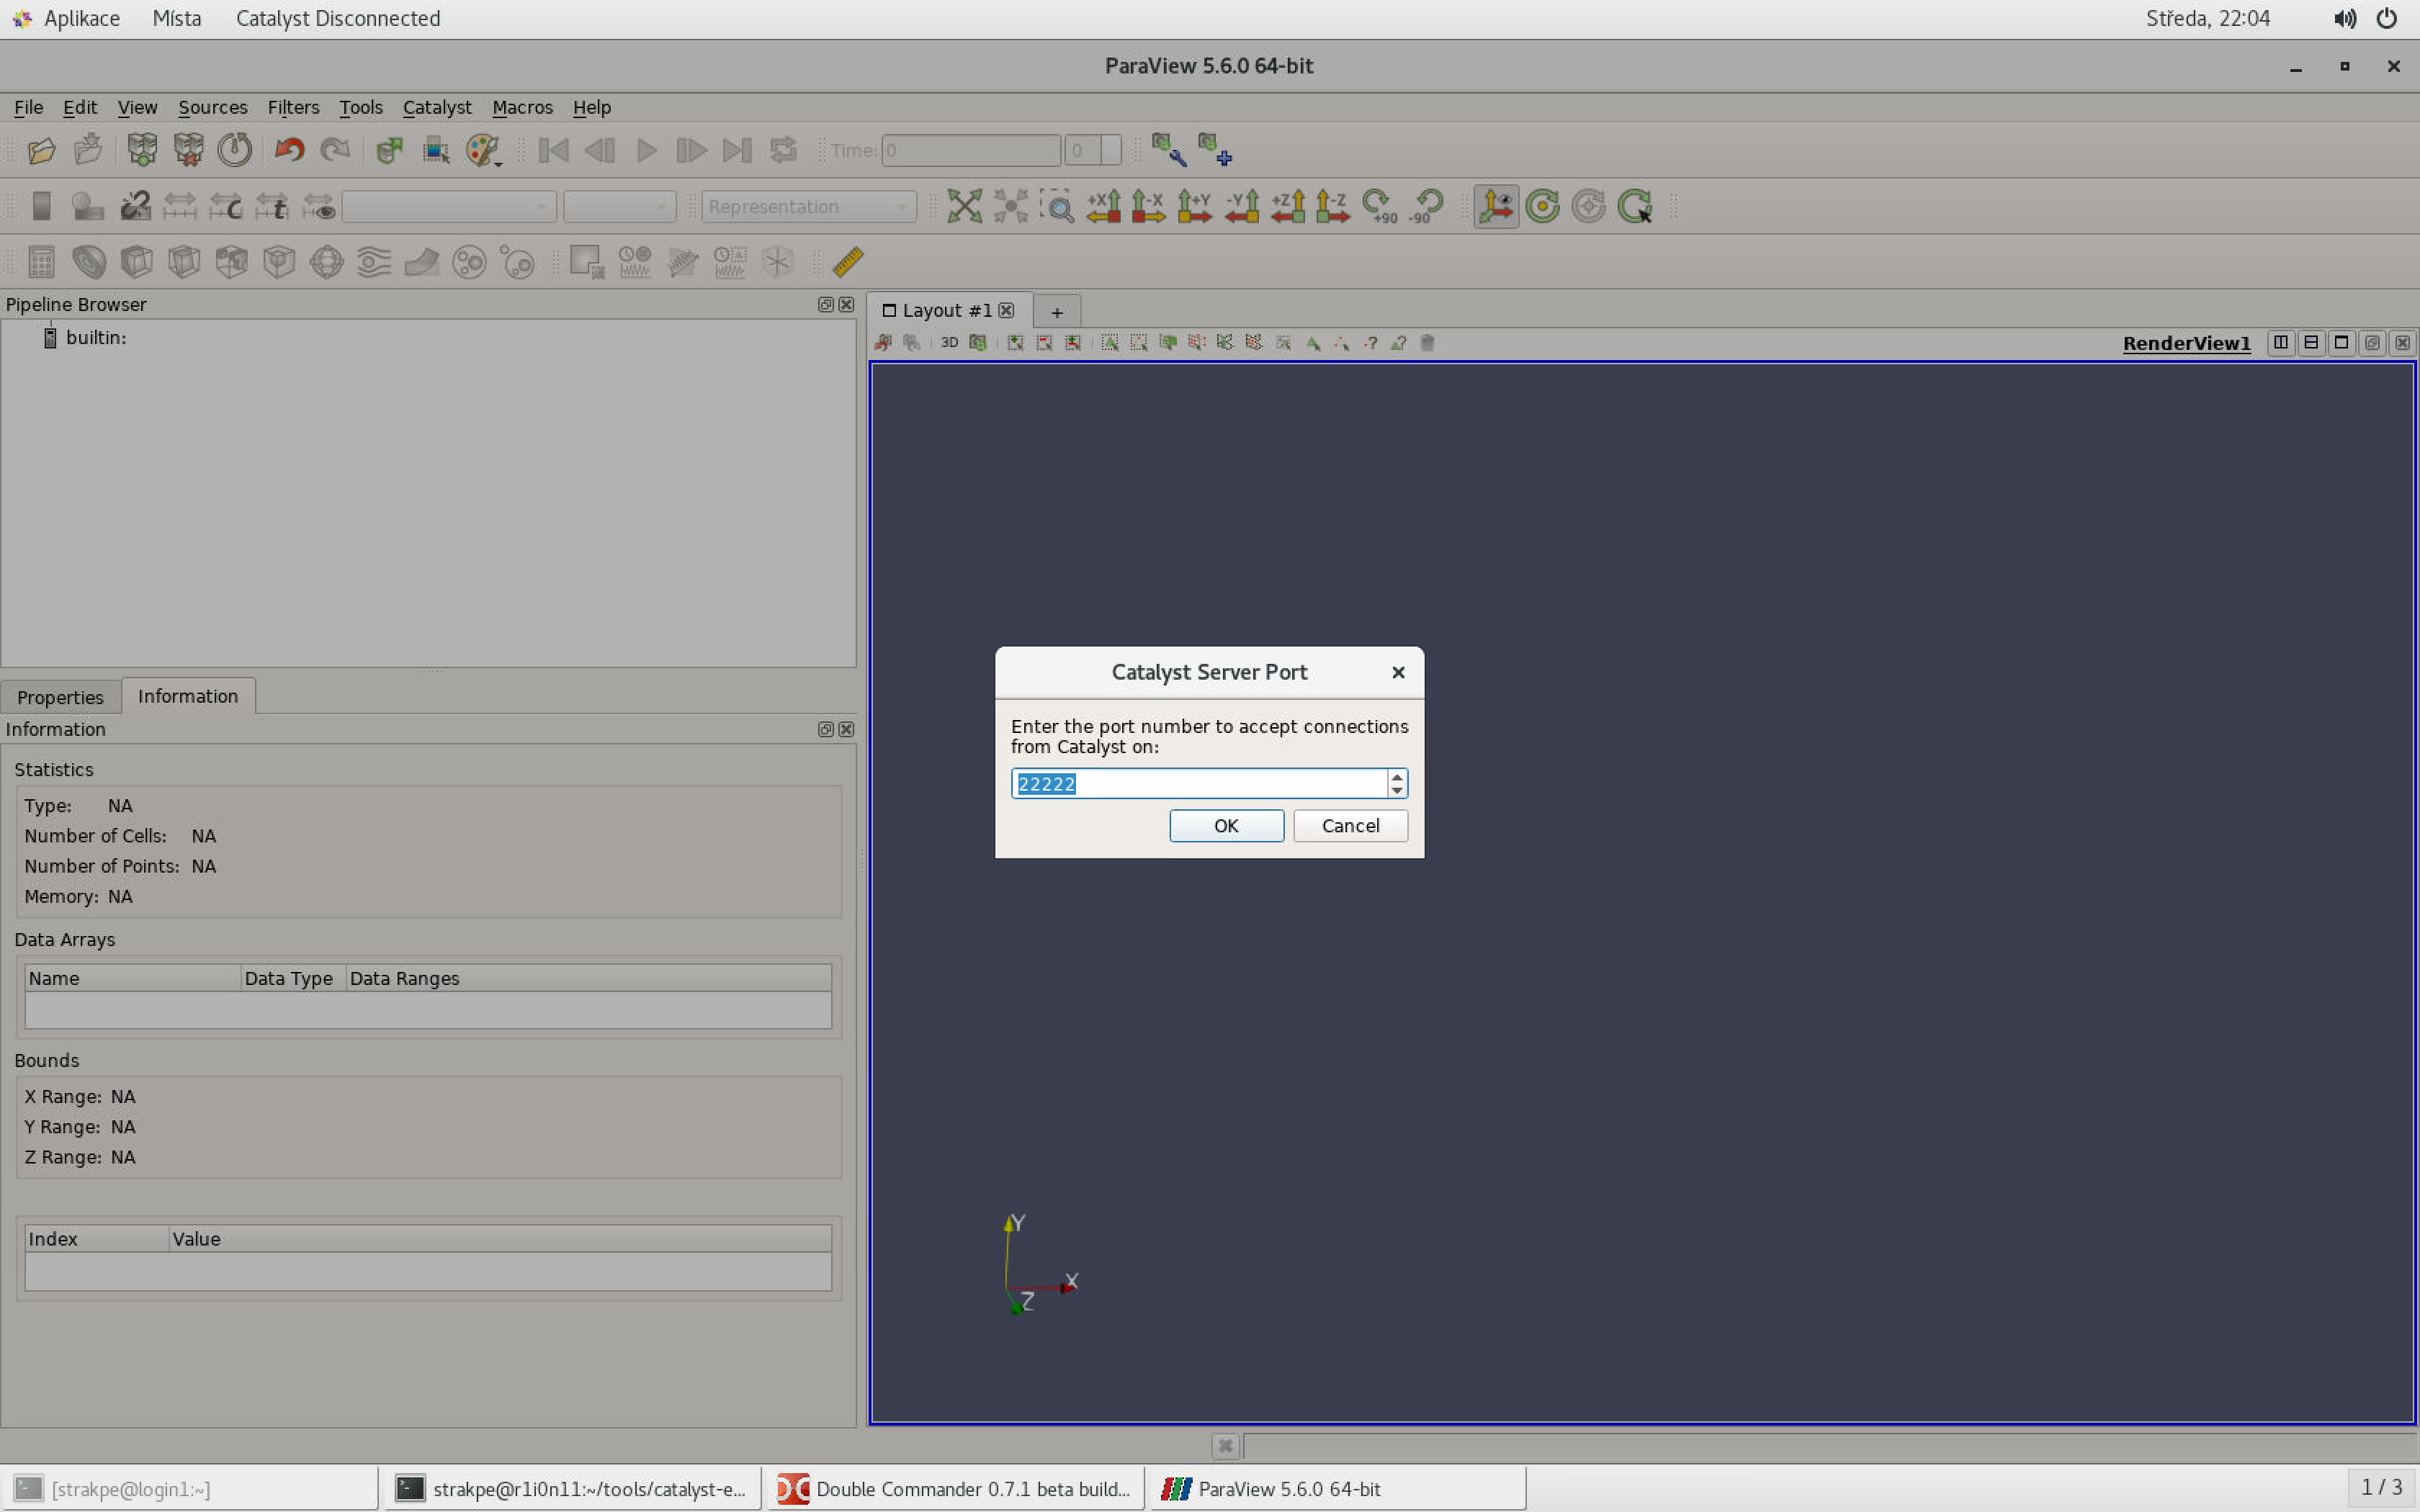 Aplikace Místa Catalyst Disconnected Středa, 22:04
ParaView 5.6.0 64-bit
File Edit View Sources Filters Tools Catalyst Macros Help
Time: 0 0
Representation +X -X +Y -Y +Z -Z +90 -90
Pipeline Browser
builtin:
Layout #1 +
3D RenderView1
Catalyst Server Port
Enter the port number to accept connections
from Catalyst on:
22222
OK Cancel
Properties Information
Information
Statistics
Type: NA
Number of Cells: NA
Number of Points: NA
Memory: NA
Data Arrays
Name Data Type Data Ranges
Bounds
X Range: NA
Y Range: NA
Z Range: NA
Index Value
Y
X
Z
[strakpe@login1:~] strakpe@r1i0n11:~/tools/catalyst-e... Double Commander 0.7.1 beta build... ParaView 5.6.0 64-bit 1 / 3